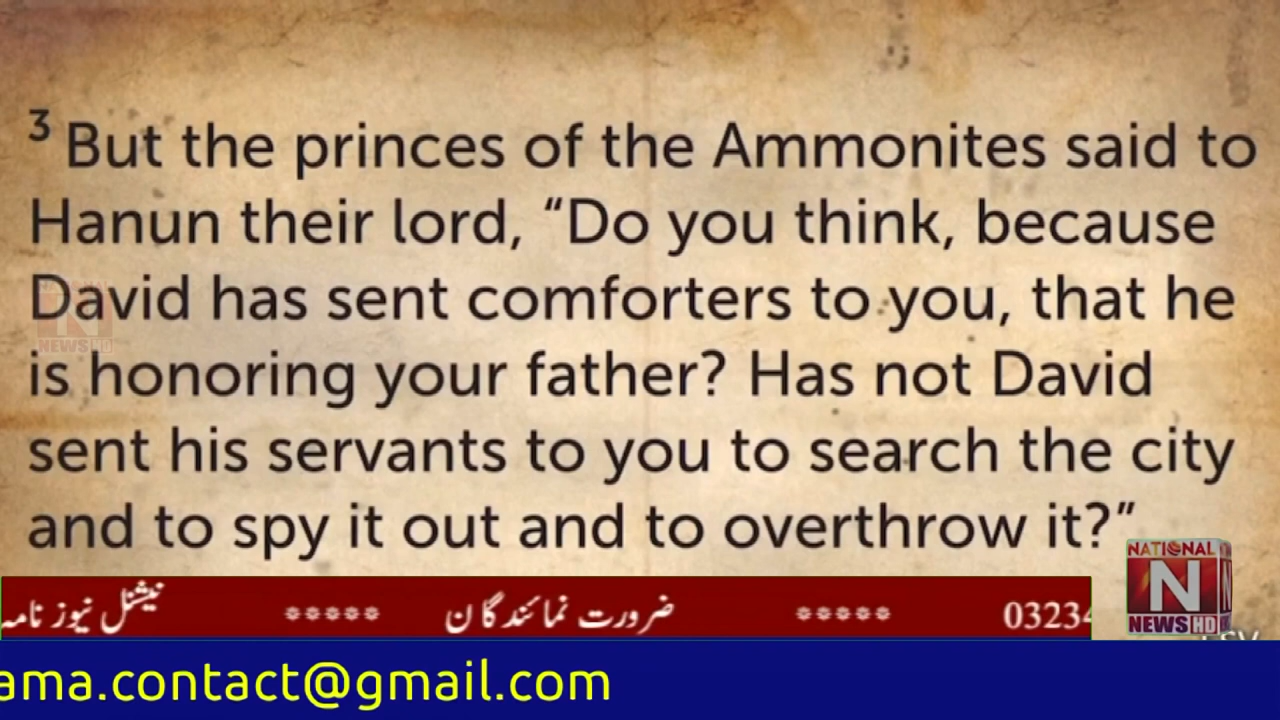 3 But the princes of the Ammonites said to
Hanun their lord, “Do you think, because
David has sent comforters to you, that he
is honoring your father? Has not David
sent his servants to you to search the city
and to spy it out and to overthrow it?”
NATIONAL
N
NEWS HD
نیشنل نیوز نامہ ***** ضرورت نمائندگان ***** 03234
ama.contact@gmail.com